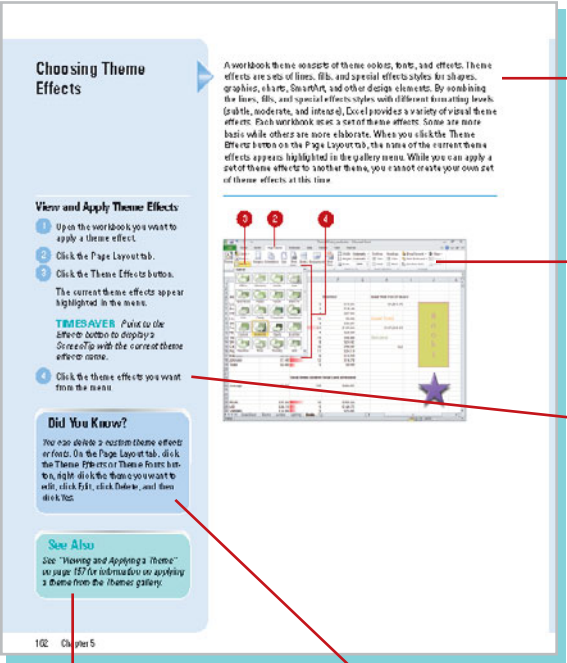 Choosing Theme
Effects
A workbook theme consists of theme colors, fonts, and effects. Theme
effects are sets of lines, fills, and special effects styles for shapes,
graphics, charts, SmartArt, and other design elements. By combining
the lines, fills, and special effects styles with different formatting levels
(subtle, moderate, and intense), Excel provides a variety of visual theme
effects. Each workbook uses a set of theme effects. Some are more
basic while others are more elaborate. When you click the Theme
Effects button on the Page Layout tab, the name of the current theme
effects appears highlighted in the gallery menu. While you can apply a
set of theme effects to another theme, you cannot create your own set
of theme effects at this time.
View and Apply Theme Effects
1 Open the workbook you want to
apply a theme effect.
2 Click the Page Layout tab.
3 Click the Theme Effects button.
The current theme effects appear
highlighted in the menu.
TIMESAVER Point to the
Effects button to display a
ScreenTip with the current theme
effects name.
4 Click the theme effects you want
from the menu.
3 2 4
Did You Know?
You can delete a custom theme effects
or fonts. On the Page Layout tab, click
the Theme Effects or Theme Fonts but-
ton, right-click the theme you want to
edit, click Edit, click Delete, and then
click Yes.
See Also
See "Viewing and Applying a Theme"
on page 157 for information on applying
a theme from the Themes gallery.
162 Chapter 5